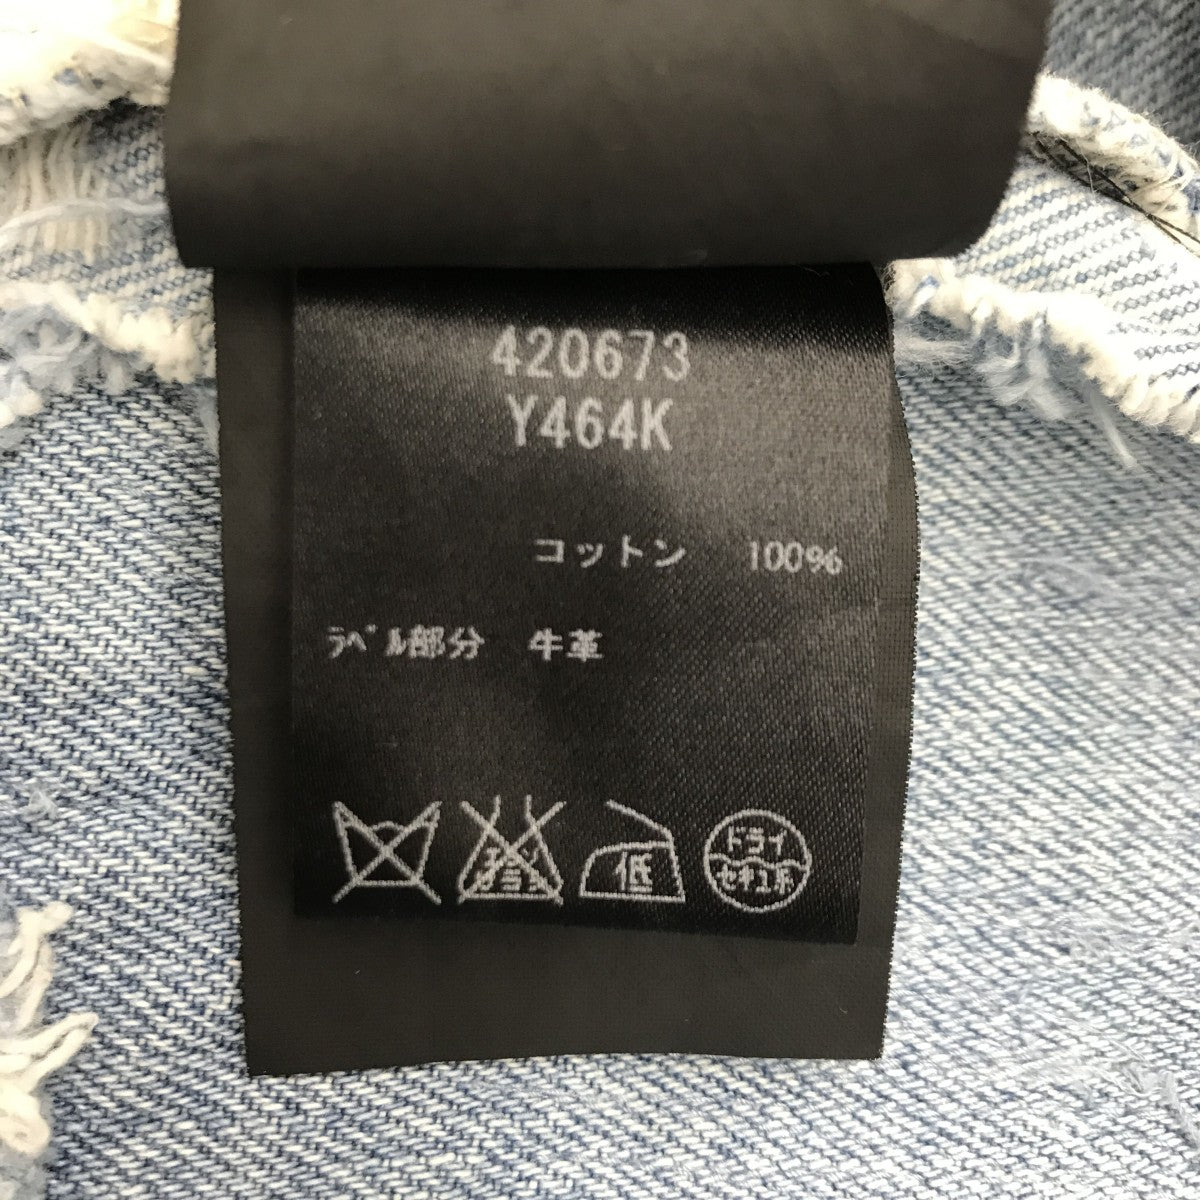 420673
Y464K
コットン 100%
ﾗﾍﾞﾙ部分 牛革
低
ドライ
セキユ系